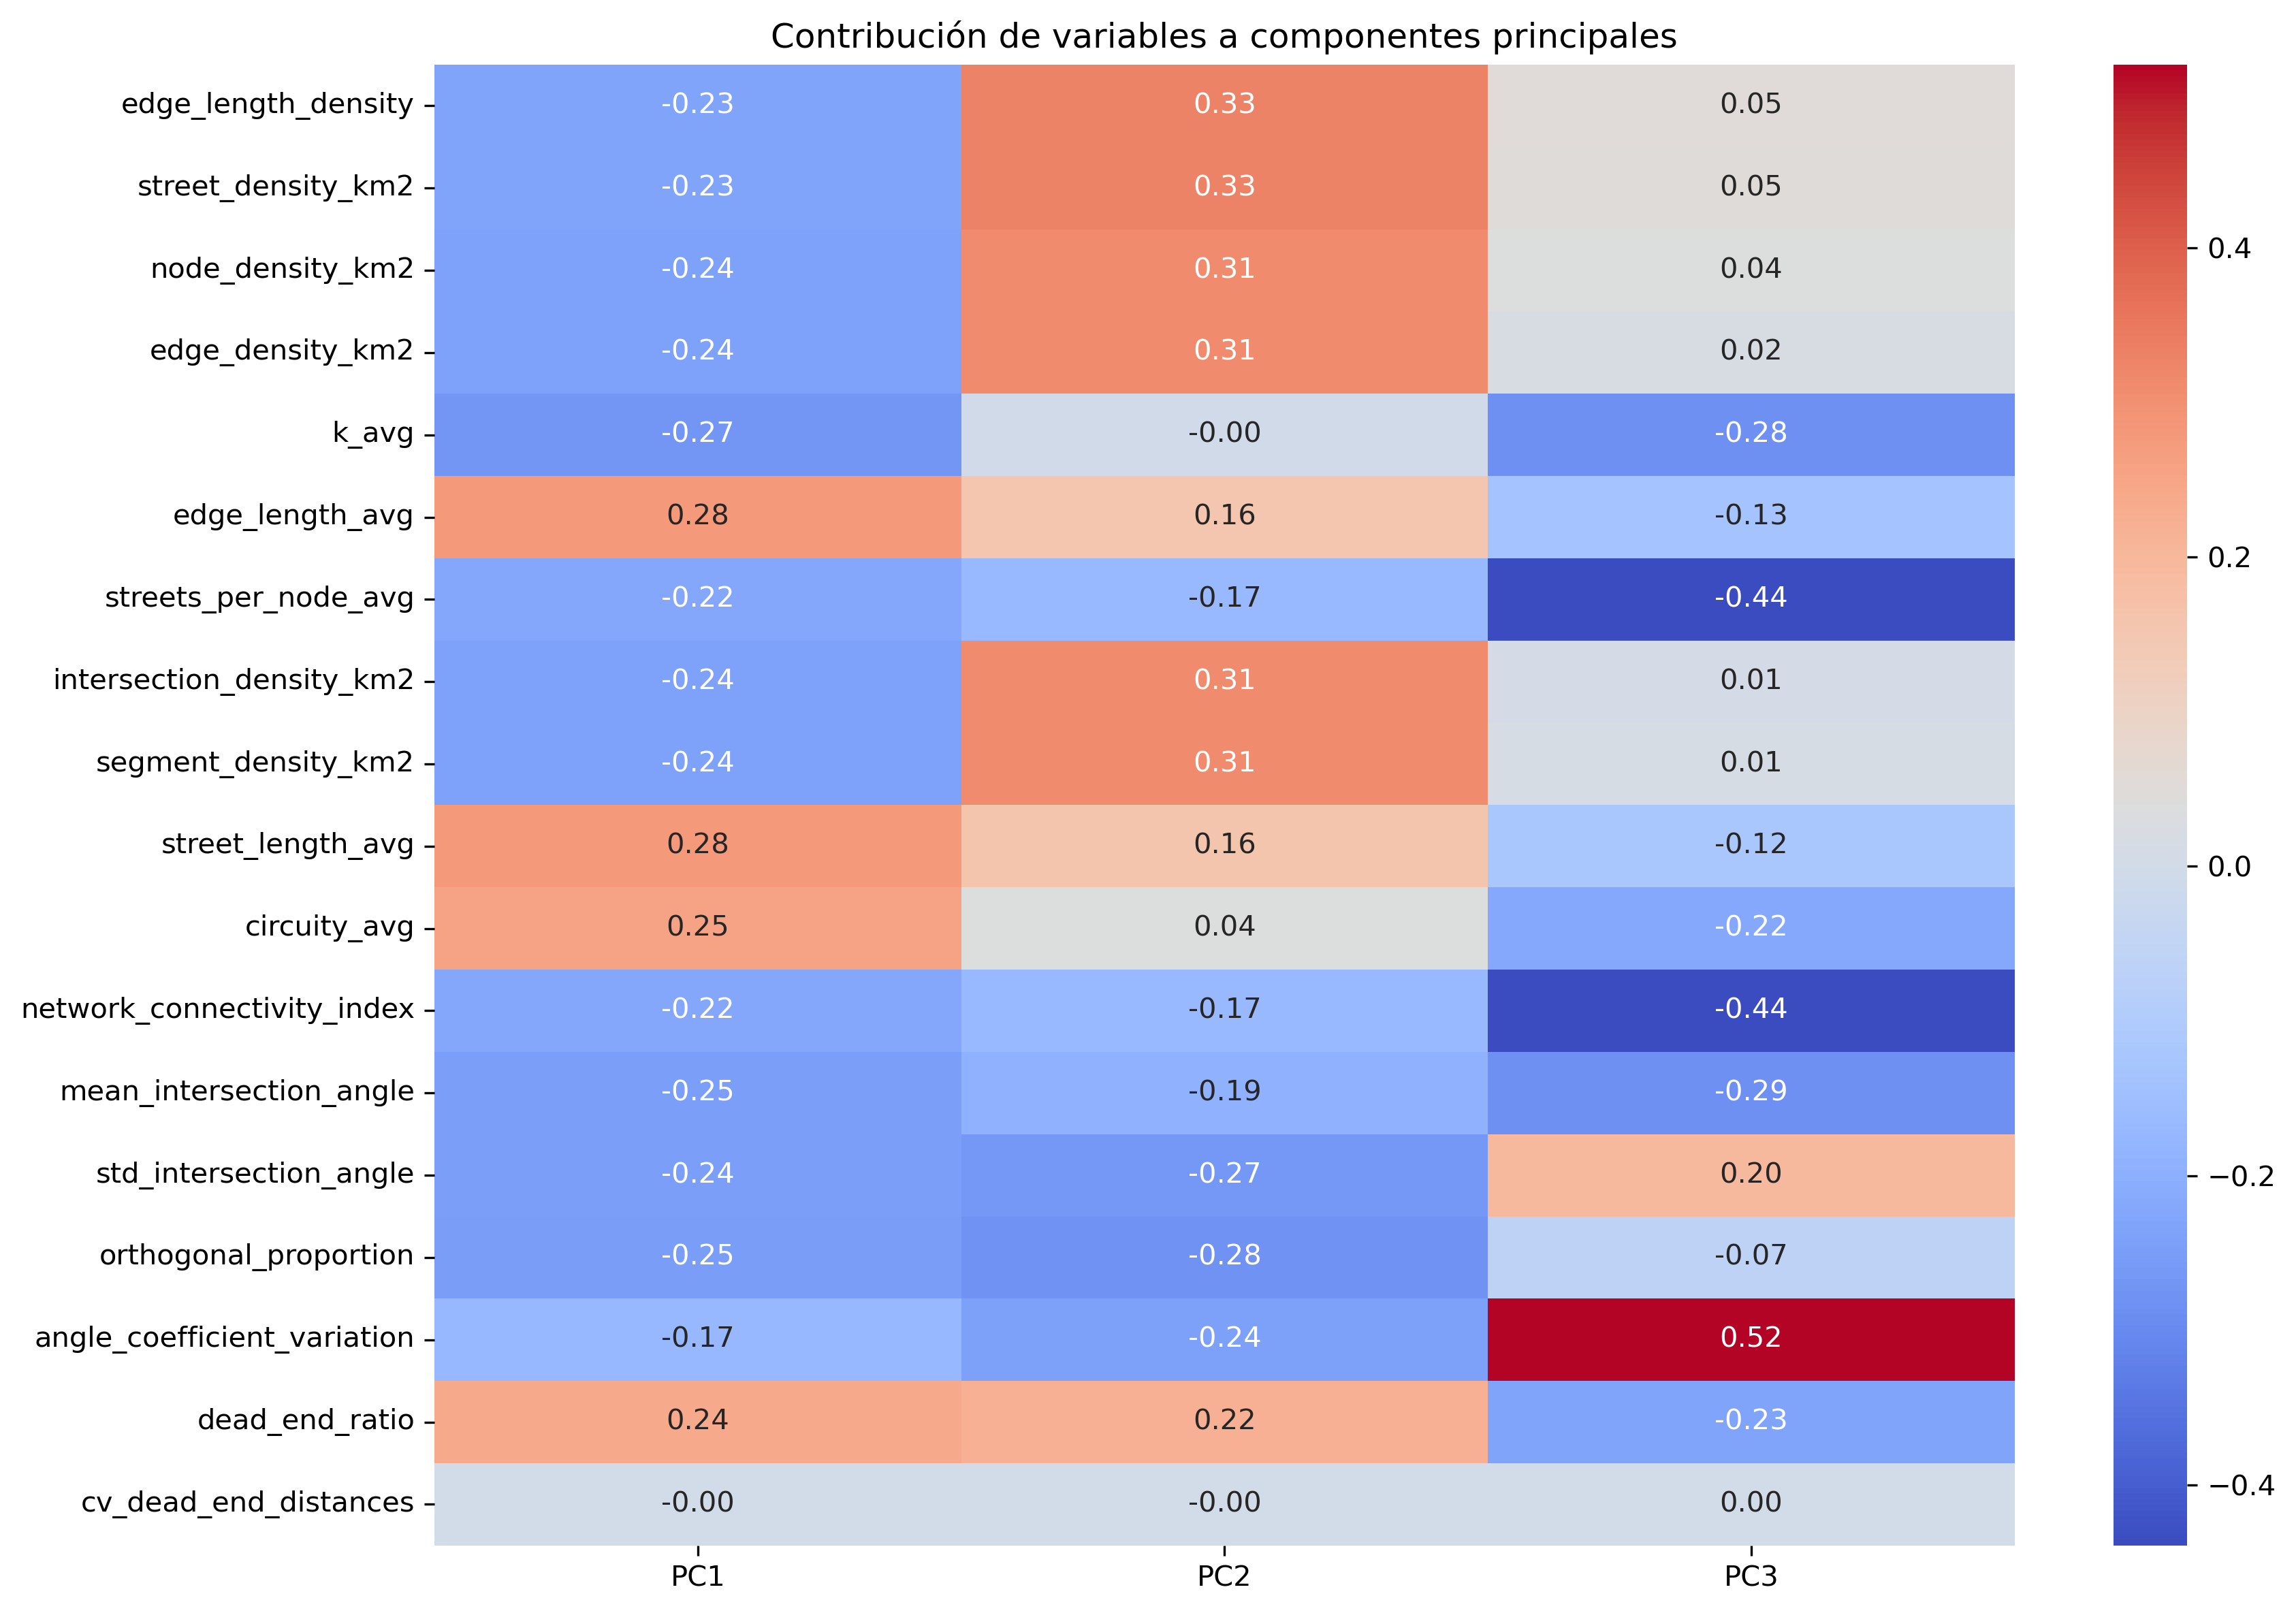 Contribución de variables a componentes principales
edge_length_density -0.23 0.33 0.05
street_density_km2 -0.23 0.33 0.05
node_density_km2 -0.24 0.31 0.04
edge_density_km2 -0.24 0.31 0.02
k_avg -0.27 -0.00 -0.28
edge_length_avg 0.28 0.16 -0.13
streets_per_node_avg -0.22 -0.17 -0.44
intersection_density_km2 -0.24 0.31 0.01
segment_density_km2 -0.24 0.31 0.01
street_length_avg 0.28 0.16 -0.12
circuity_avg 0.25 0.04 -0.22
network_connectivity_index -0.22 -0.17 -0.44
mean_intersection_angle -0.25 -0.19 -0.29
std_intersection_angle -0.24 -0.27 0.20
orthogonal_proportion -0.25 -0.28 -0.07
angle_coefficient_variation -0.17 -0.24 0.52
dead_end_ratio 0.24 0.22 -0.23
cv_dead_end_distances -0.00 -0.00 0.00
PC1 PC2 PC3
0.4
0.2
0.0
−0.2
−0.4